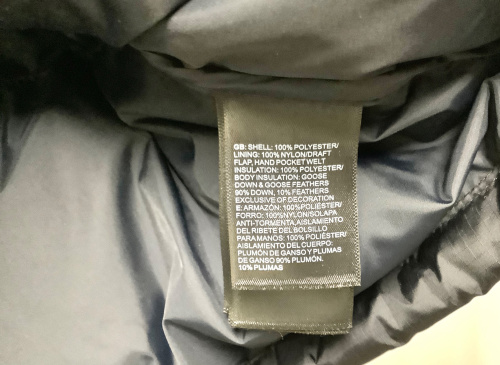 GB: SHELL: 100% POLYESTER/
LINING: 100% NYLON/DRAFT
FLAP, HAND POCKET WELT
INSULATION: 100% POLYESTER/
BODY INSULATION: GOOSE
DOWN & GOOSE FEATHERS
90% DOWN, 10% FEATHERS
EXCLUSIVE OF DECORATION
E: ARMAZÓN: 100%POLIÉSTER/
FORRO: 100%NYLON/SOLAPA
ANTI-TORMENTA, AISLAMIENTO
DEL RIBETE DEL BOLSILLO
PARA MANOS: 100% POLIÉSTER/
AISLAMIENTO DEL CUERPO:
PLUMÓN DE GANSO Y PLUMAS
DE GANSO 90% PLUMÓN.
10% PLUMAS